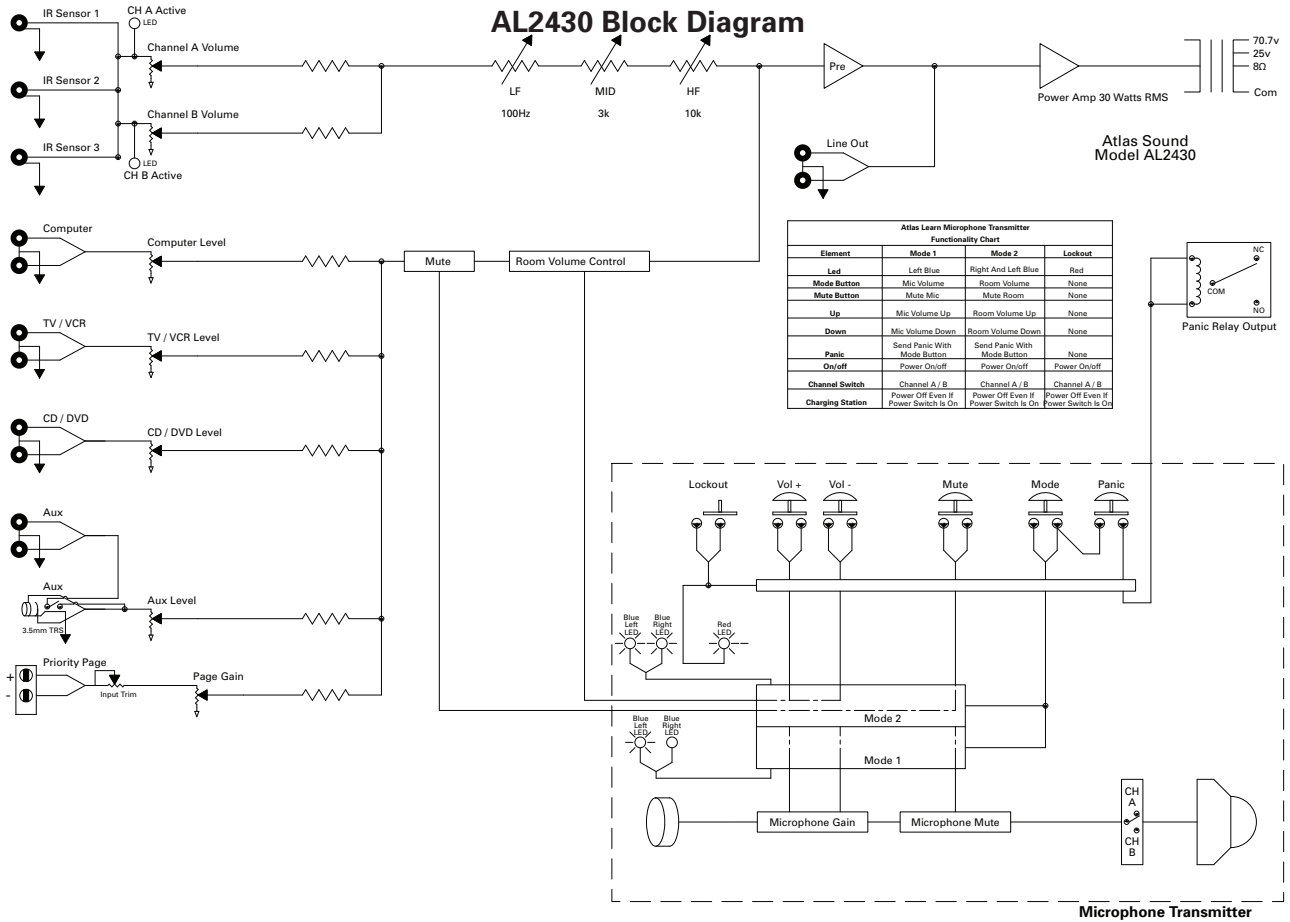 AL2430 Block Diagram
IR Sensor 1
CH A Active
LED
Channel A Volume
IR Sensor 2
Channel B Volume
IR Sensor 3
LED
CH B Active
LF
100Hz
MID
3k
HF
10k
Pre
Power Amp 30 Watts RMS
70.7v
25v
8Ω
Com
Line Out
Atlas Sound
Model AL2430
Computer
Computer Level
Mute
Room Volume Control
TV / VCR
TV / VCR Level
CD / DVD
CD / DVD Level
Aux
Aux
3.5mm TRS
Aux Level
Priority Page
+
-
Input Trim
Page Gain
Atlas Learn Microphone Transmitter
Functionality Chart
Element Mode 1 Mode 2 Lockout
Led Left Blue Right And Left Blue Red
Mode Button Mic Volume Room Volume None
Mute Button Mute Mic Mute Room None
Up Mic Volume Up Room Volume Up None
Down Mic Volume Down Room Volume Down None
Panic Send Panic With Mode Button Send Panic With Mode Button None
On/off Power On/off Power On/off Power On/off
Channel Switch Channel A / B Channel A / B Channel A / B
Charging Station Power Off Even If Power Switch Is On Power Off Even If Power Switch Is On Power Off Even If Power Switch Is On
NC
COM
NO
Panic Relay Output
Lockout
Vol +
Vol -
Mute
Mode
Panic
Blue
Left
LED
Blue
Right
LED
Red
LED
Blue
Left
LED
Blue
Right
LED
Mode 2
Mode 1
Microphone Gain
Microphone Mute
CH
A
CH
B
Microphone Transmitter